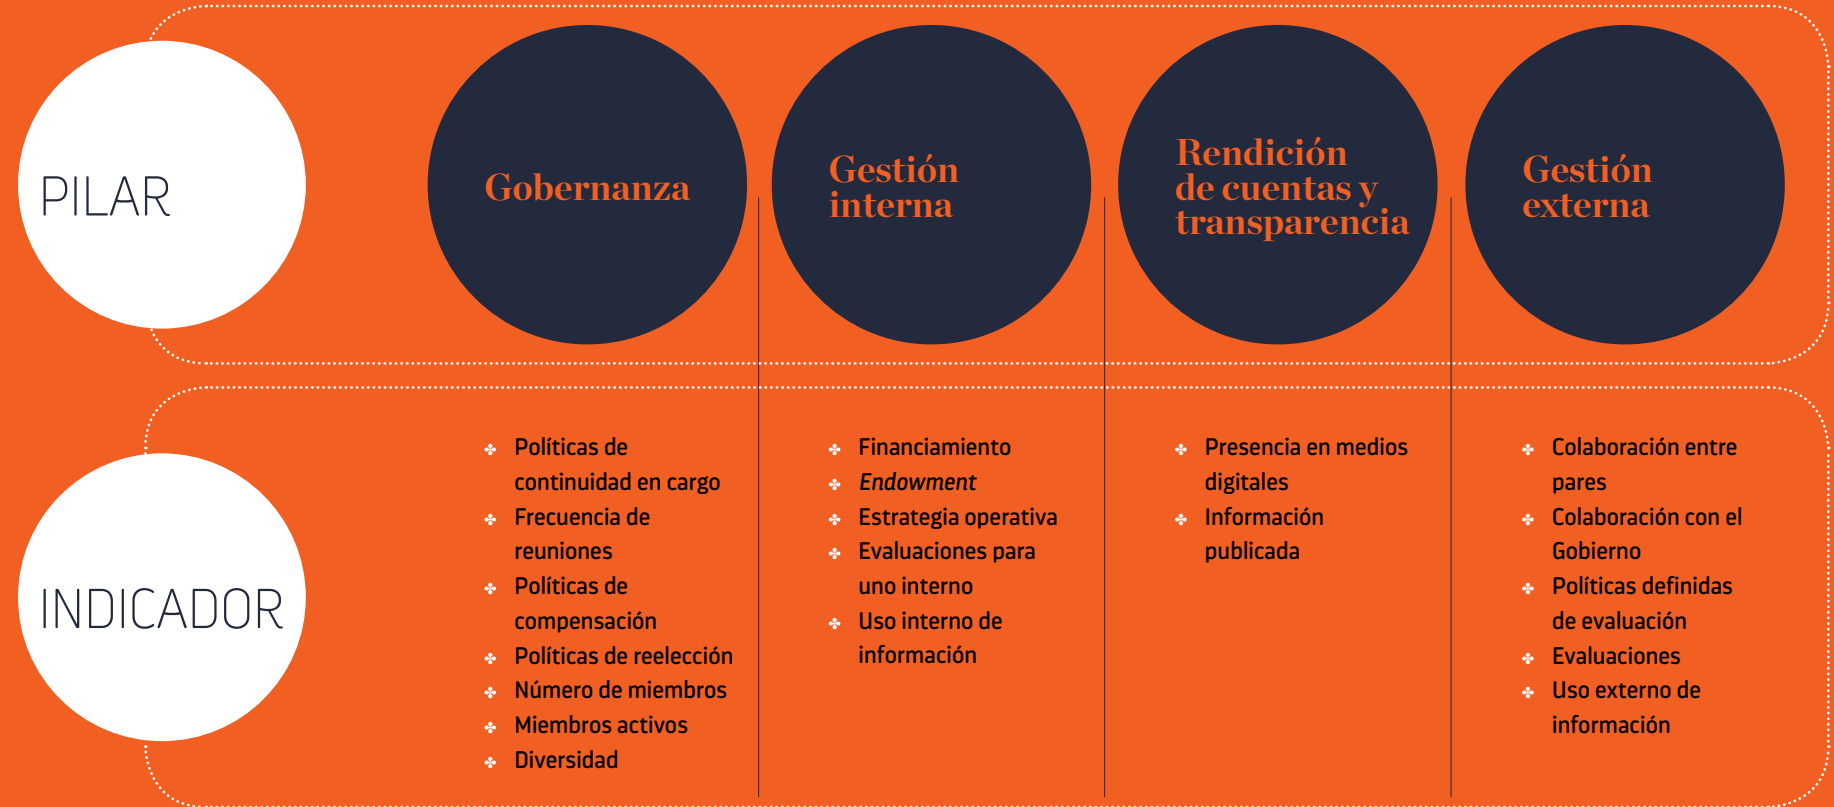 PILAR
Gobernanza
Gestión
interna
Rendición
de cuentas y
transparencia
Gestión
externa
INDICADOR
Políticas de
continuidad en cargo
Frecuencia de
reuniones
Políticas de
compensación
Políticas de reelección
Número de miembros
Miembros activos
Diversidad
Financiamiento
Endowment
Estrategia operativa
Evaluaciones para
uno interno
Uso interno de
información
Presencia en medios
digitales
Información
publicada
Colaboración entre
pares
Colaboración con el
Gobierno
Políticas definidas
de evaluación
Evaluaciones
Uso externo de
información